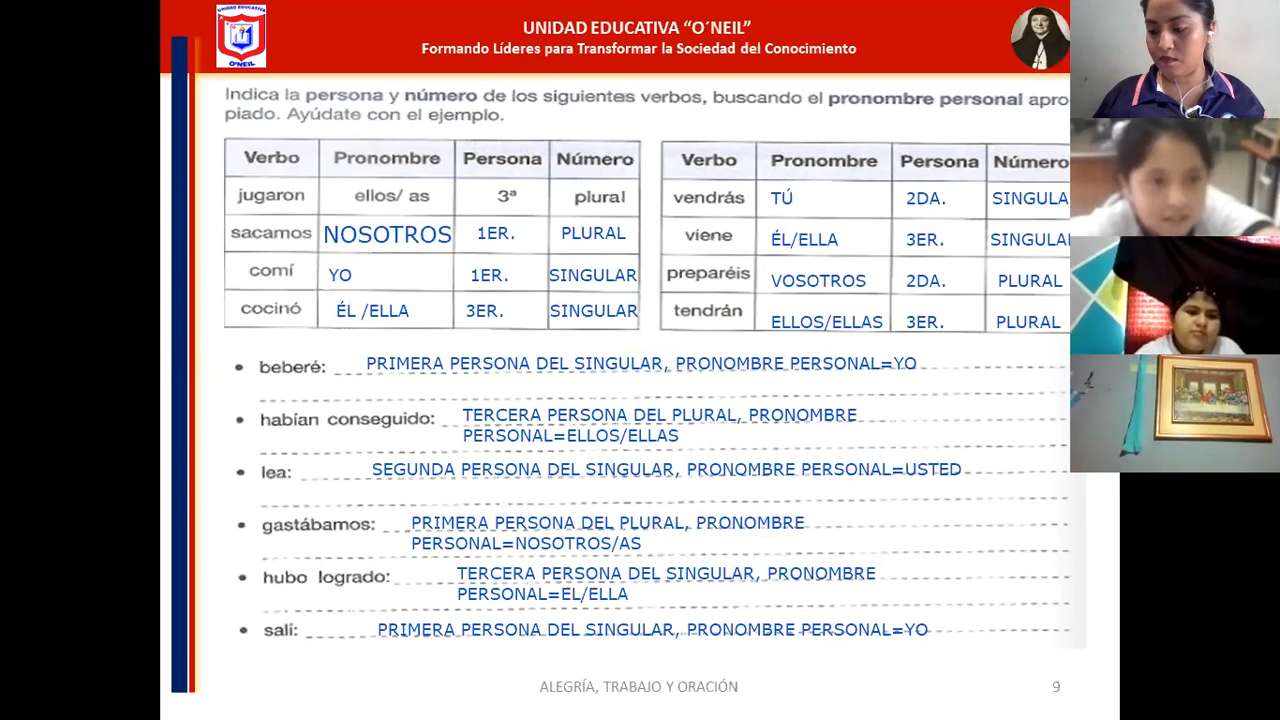 UNIDAD EDUCATIVA
O'NEIL
UNIDAD EDUCATIVA “O´NEIL”
Formando Líderes para Transformar la Sociedad del Conocimiento
Indica la persona y número de los siguientes verbos, buscando el pronombre personal apro-
piado. Ayúdate con el ejemplo.
Verbo Pronombre Persona Número
jugaron ellos/ as 3ª plural
sacamos NOSOTROS 1ER. PLURAL
comí YO 1ER. SINGULAR
cocinó ÉL /ELLA 3ER. SINGULAR
Verbo Pronombre Persona Número
vendrás TÚ 2DA. SINGULA
viene ÉL/ELLA 3ER. SINGULA
preparéis VOSOTROS 2DA. PLURAL
tendrán ELLOS/ELLAS 3ER. PLURAL
• beberé: PRIMERA PERSONA DEL SINGULAR, PRONOMBRE PERSONAL=YO
• habían conseguido: TERCERA PERSONA DEL PLURAL, PRONOMBRE
PERSONAL=ELLOS/ELLAS
• lea: SEGUNDA PERSONA DEL SINGULAR, PRONOMBRE PERSONAL=USTED
• gastábamos: PRIMERA PERSONA DEL PLURAL, PRONOMBRE
PERSONAL=NOSOTROS/AS
• hubo logrado: TERCERA PERSONA DEL SINGULAR, PRONOMBRE
PERSONAL=EL/ELLA
• salí: PRIMERA PERSONA DEL SINGULAR, PRONOMBRE PERSONAL=YO
ALEGRÍA, TRABAJO Y ORACIÓN
9